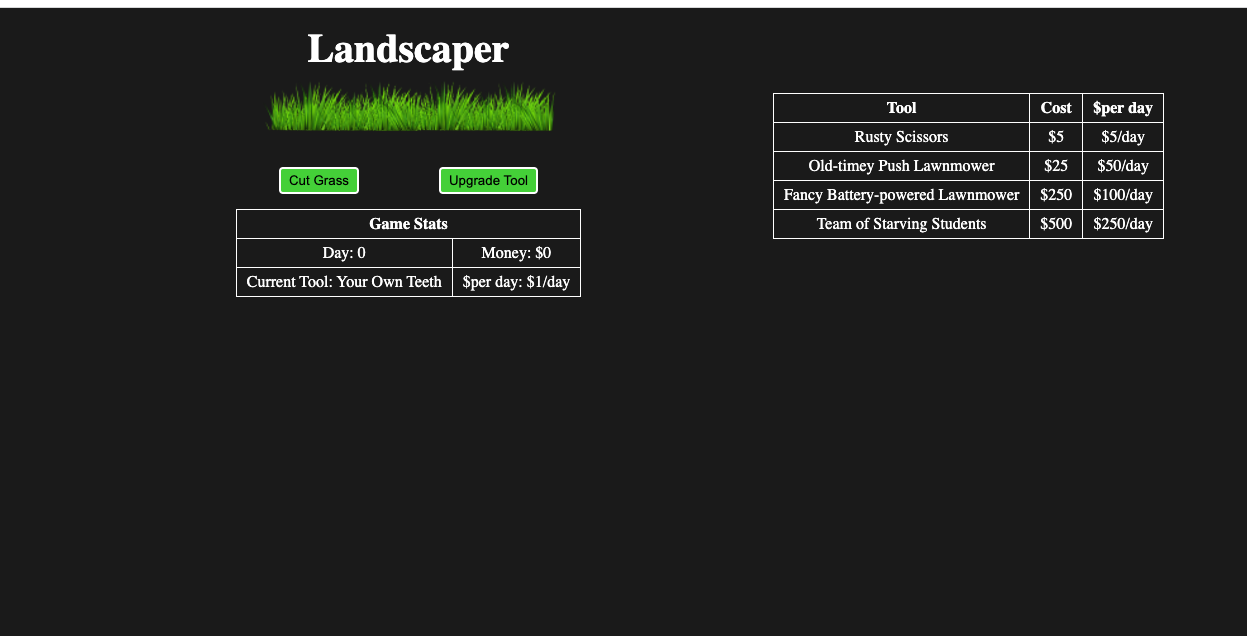 Landscaper
Cut Grass
Upgrade Tool
Game Stats
Day: 0 Money: $0
Current Tool: Your Own Teeth $per day: $1/day
Tool Cost $per day
Rusty Scissors $5 $5/day
Old-timey Push Lawnmower $25 $50/day
Fancy Battery-powered Lawnmower $250 $100/day
Team of Starving Students $500 $250/day